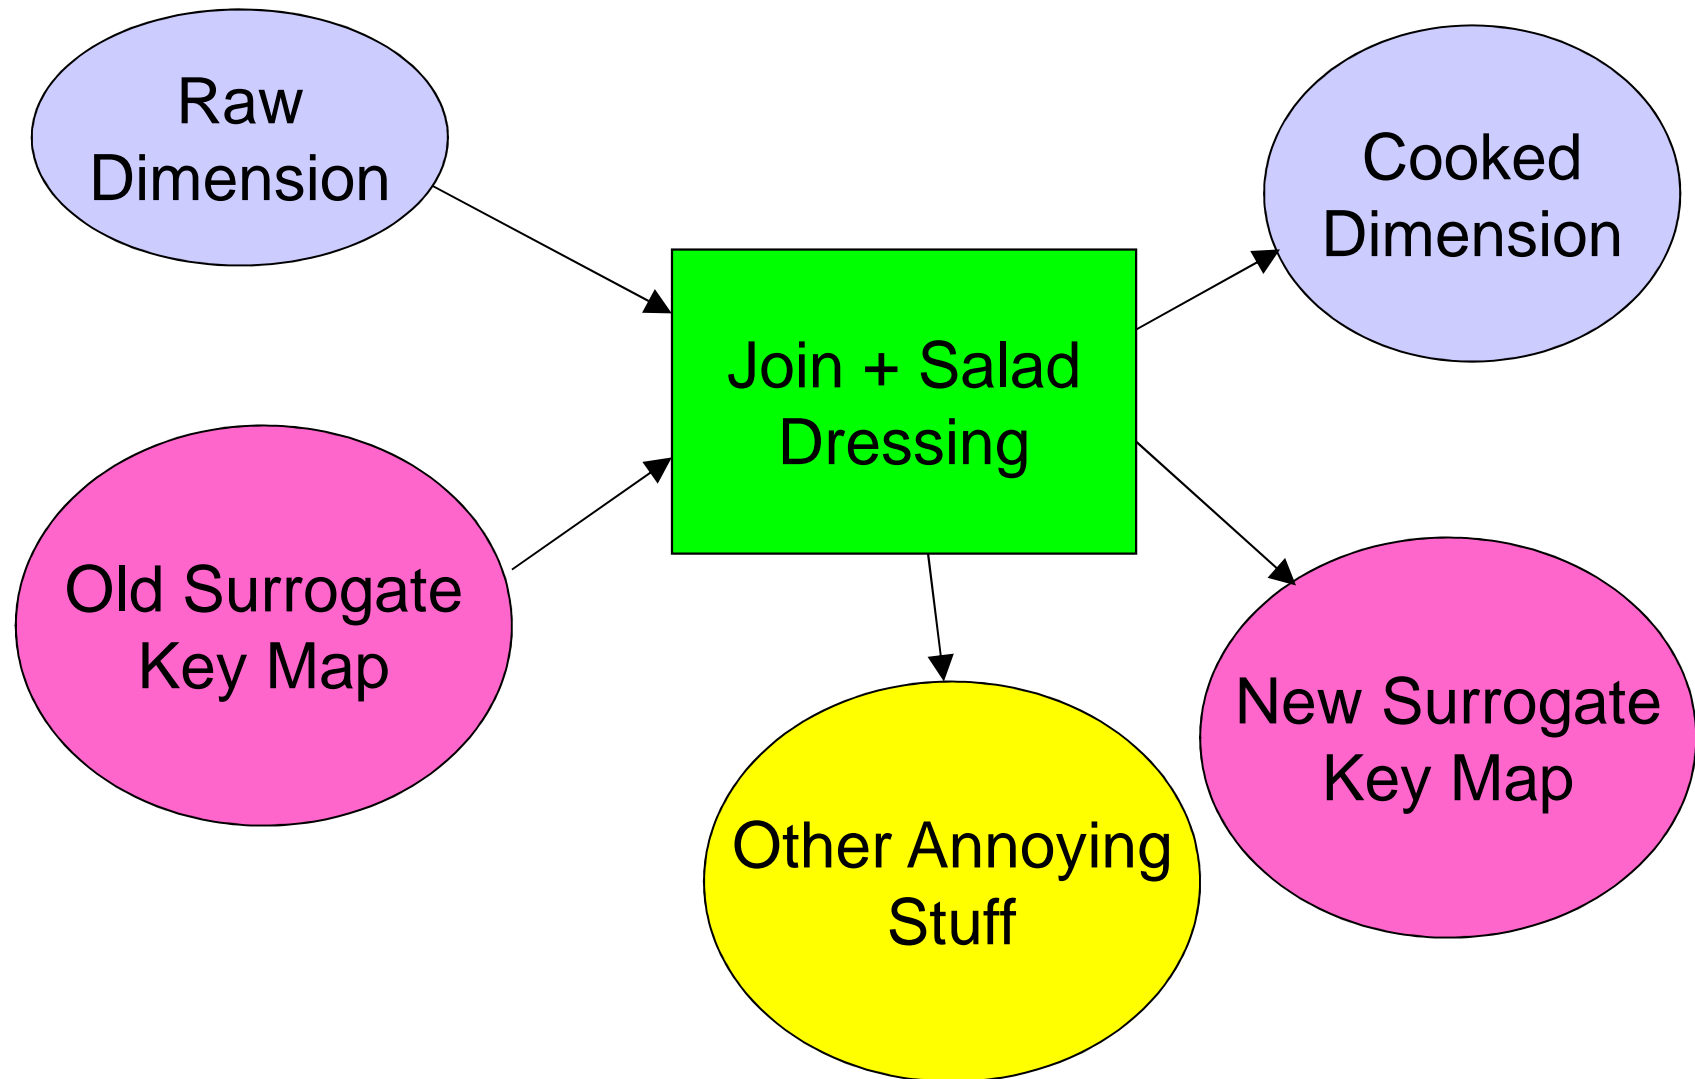 Raw
Dimension
Cooked
Dimension
Join + Salad
Dressing
Old Surrogate
Key Map
New Surrogate
Key Map
Other Annoying
Stuff